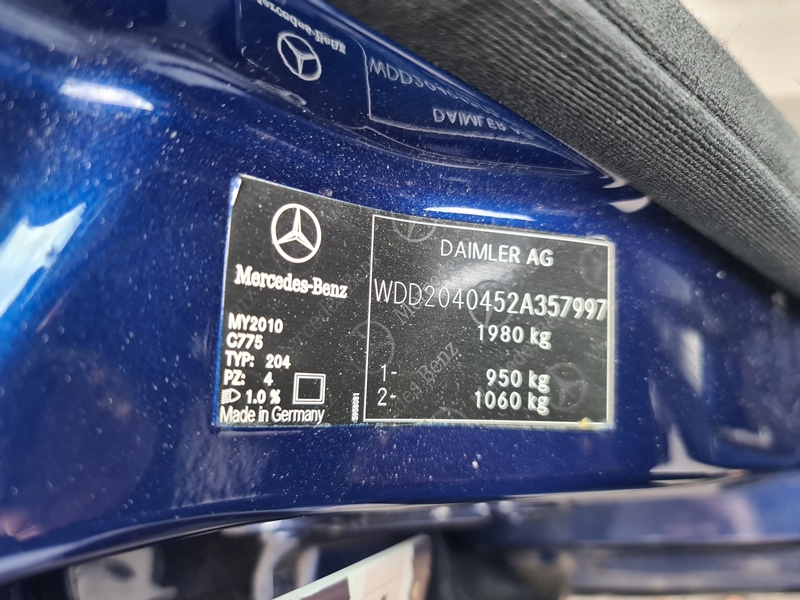 Mercedes-Benz
MY2010
C775
TYP: 204
PZ: 4
1.0 %
Made in Germany
DAIMLER AG
WDD2040452A357997
1980 kg
1- 950 kg
2- 1060 kg